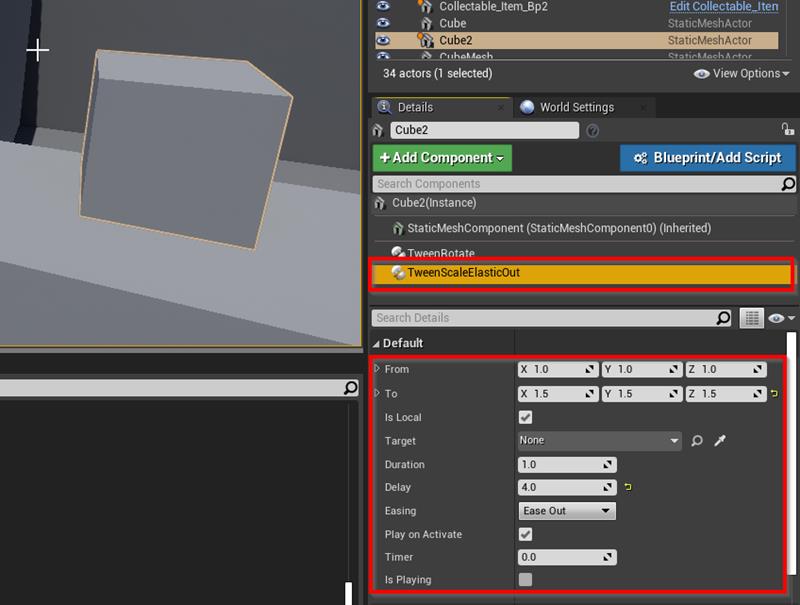 Collectable_Item_Bp2 Edit Collectable_Iten
Cube StaticMeshActor
Cube2 StaticMeshActor
CubeMesh StaticMeshActor
34 actors (1 selected) View Options
Details World Settings
Cube2
+Add Component Blueprint/Add Script
Search Components
Cube2(Instance)
StaticMeshComponent (StaticMeshComponent0) (Inherited)
TweenRotate
TweenScaleElasticOut
Search Details
Default
From X 1.0 Y 1.0 Z 1.0
To X 1.5 Y 1.5 Z 1.5
Is Local
Target None
Duration 1.0
Delay 4.0
Easing Ease Out
Play on Activate
Timer 0.0
Is Playing